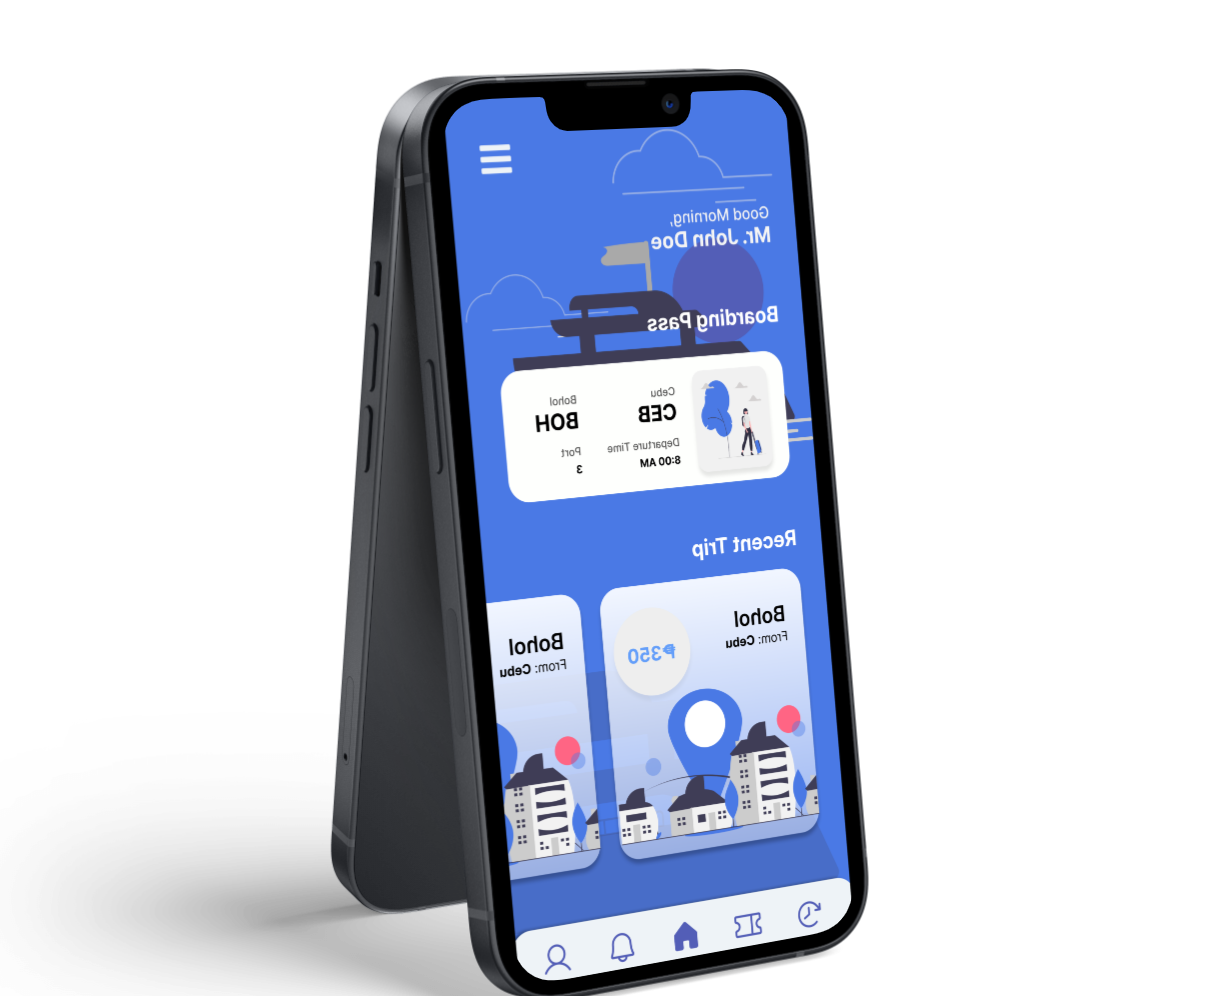 Good Morning,
Mr. John Doe
Boarding Pass
Cebu
CEB
Bohol
BOH
Departure Time
8:00 AM
Port
3
Recent Trip
Bohol
From: Cebu
₱350
Bohol
From: Cebu